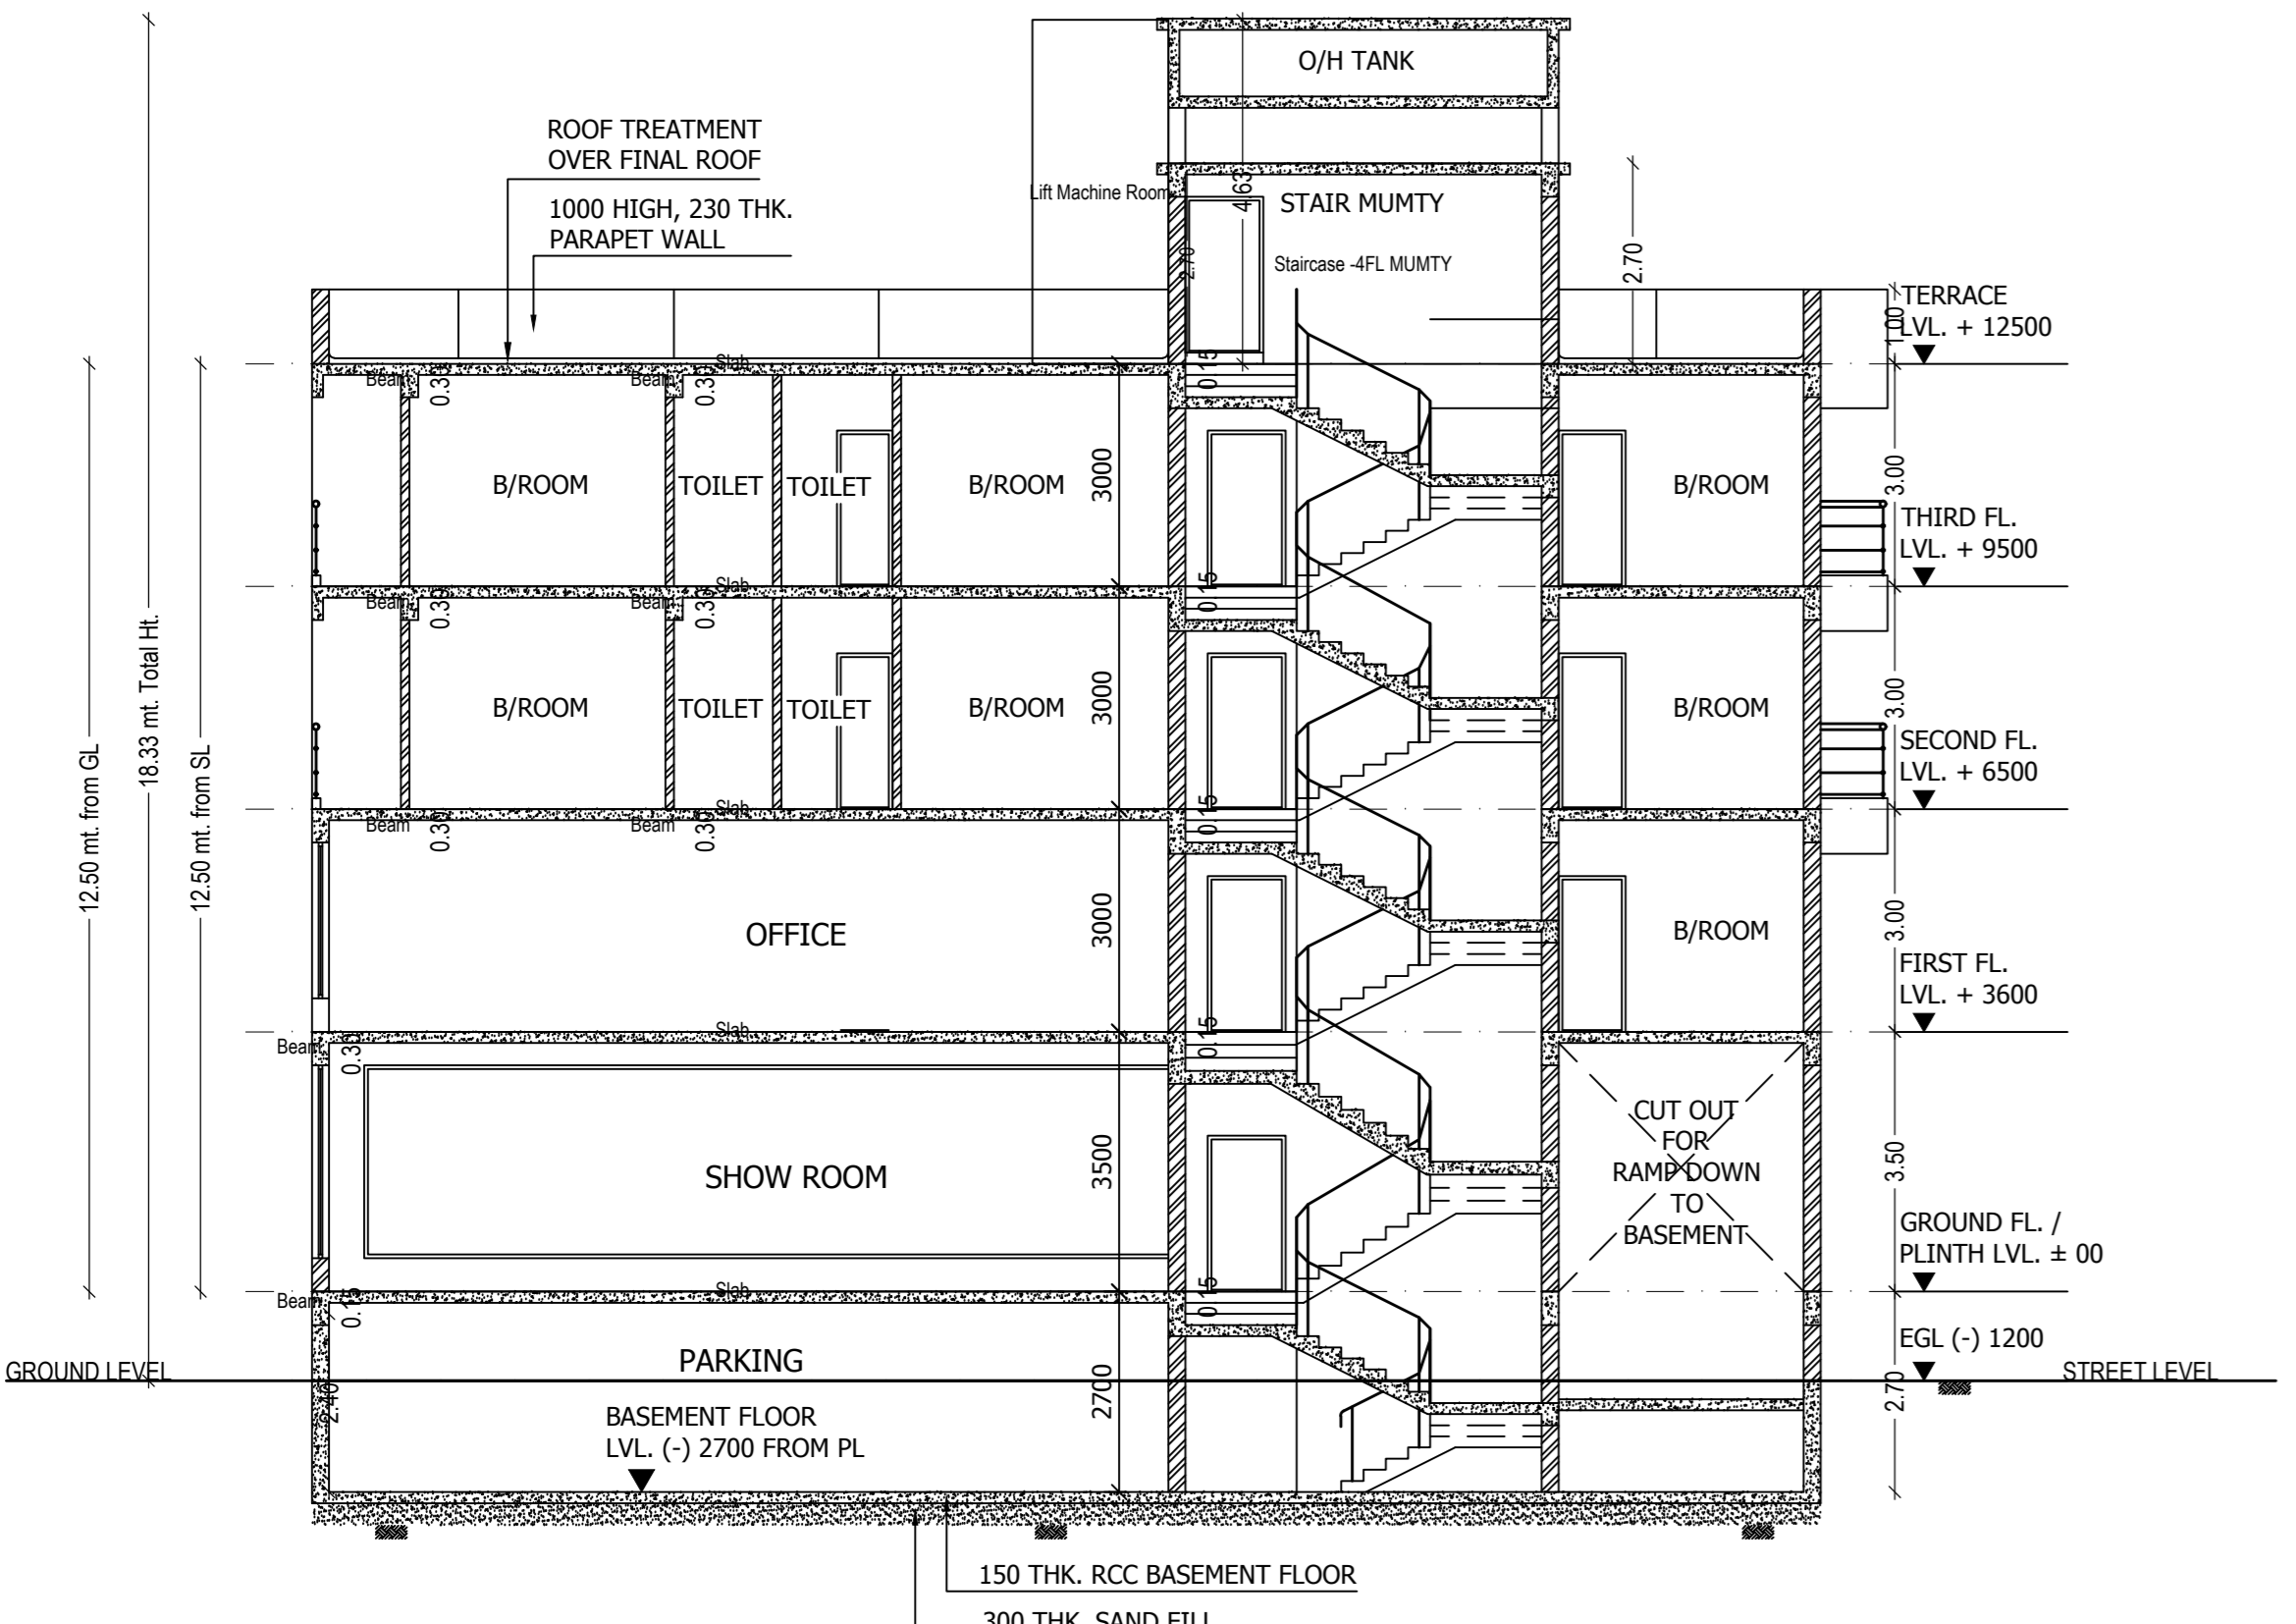 O/H TANK
ROOF TREATMENT
OVER FINAL ROOF
1000 HIGH, 230 THK.
PARAPET WALL
Lift Machine Room
4.63
STAIR MUMTY
2.70
Staircase -4FL MUMTY
2.70
TERRACE
LVL. + 12500
1.00
Slab
Beam
0.30
Beam
0.30
0.15
B/ROOM
TOILET
TOILET
B/ROOM
3000
B/ROOM
3.00
THIRD FL.
LVL. + 9500
Slab
Beam
0.30
Beam
0.30
0.15
18.33 mt. Total Ht.
12.50 mt. from GL
12.50 mt. from SL
B/ROOM
TOILET
TOILET
B/ROOM
3000
B/ROOM
3.00
SECOND FL.
LVL. + 6500
Slab
Beam
0.30
Beam
0.30
0.15
OFFICE
3000
B/ROOM
3.00
FIRST FL.
LVL. + 3600
Slab
Beam
0.30
0.15
SHOW ROOM
3500
CUT OUT
FOR
RAMP DOWN
TO
BASEMENT
3.50
GROUND FL. /
PLINTH LVL. ± 00
Slab
Beam
0.15
0.15
PARKING
EGL (-) 1200
GROUND LEVEL
STREET LEVEL
2.40
2700
2.70
BASEMENT FLOOR
LVL. (-) 2700 FROM PL
150 THK. RCC BASEMENT FLOOR
300 THK. SAND FILL